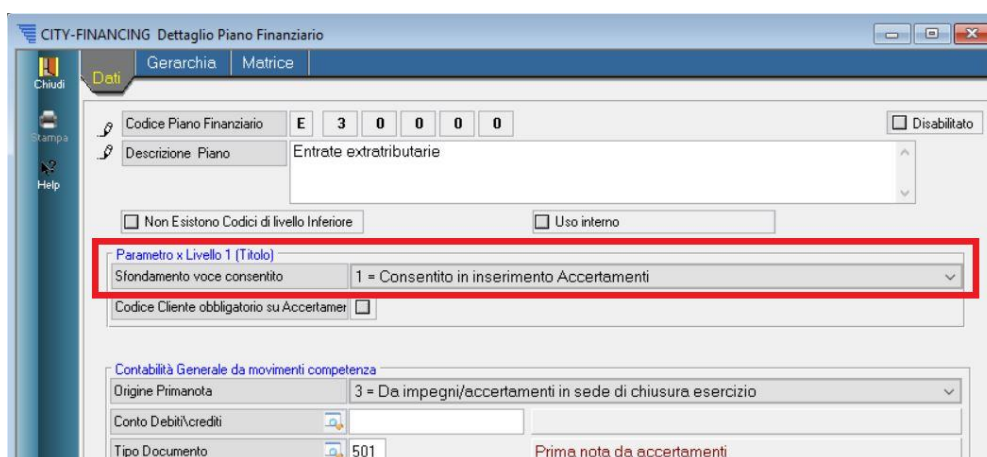 CITY-FINANCING Dettaglio Piano Finanziario
Chiudi
Stampa
Help
Dati Gerarchia Matrice
Codice Piano Finanziario E 3 0 0 0 0 Disabilitato
Descrizione Piano Entrate extratributarie
Non Esistono Codici di livello Inferiore Uso interno
Parametro x Livello 1 (Titolo)
Sfondamento voce consentito 1 = Consentito in inserimento Accertamenti
Codice Cliente obbligatorio su Accertamer
Contabilità Generale da movimenti competenza
Origine Primanota 3 = Da impegni/accertamenti in sede di chiusura esercizio
Conto Debiti\crediti
Tipo Documento 501 Prima nota da accertamenti